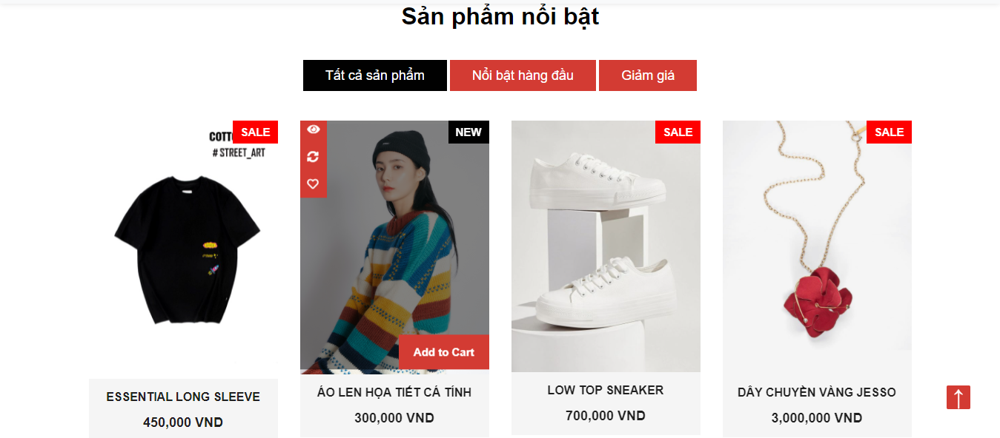 Sản phẩm nổi bật
Tất cả sản phẩm
Nổi bật hàng đầu
Giảm giá
SALE
# STREET_ART
ESSENTIAL LONG SLEEVE
450,000 VND
NEW
Add to Cart
ÁO LEN HỌA TIẾT CÁ TÍNH
300,000 VND
SALE
LOW TOP SNEAKER
700,000 VND
SALE
DÂY CHUYỀN VÀNG JESSO
3,000,000 VND